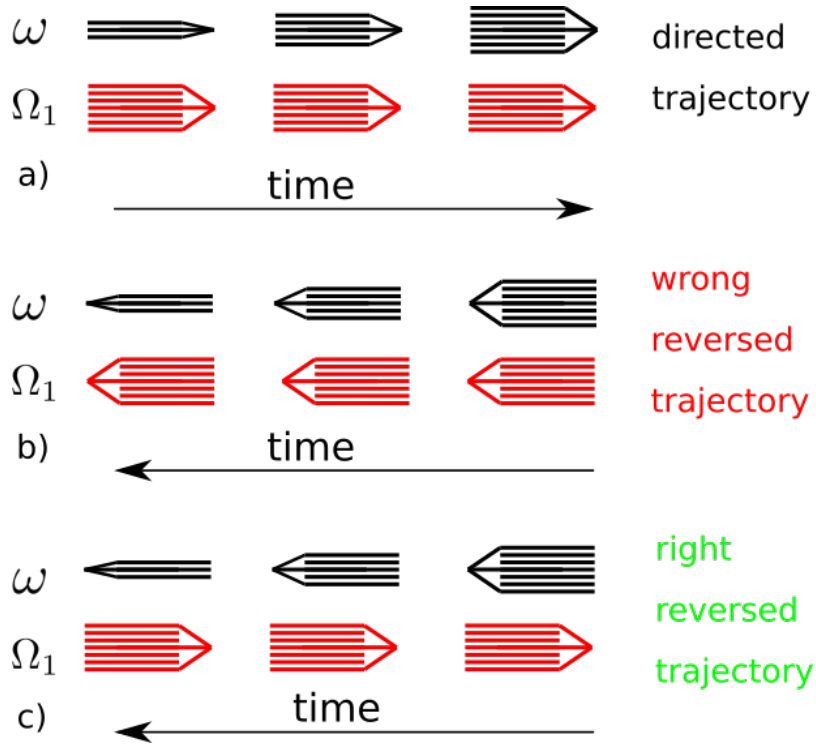 ω
directed
Ω₁
trajectory
a)
time
ω
wrong
reversed
Ω₁
trajectory
b)
time
ω
right
reversed
Ω₁
trajectory
c)
time